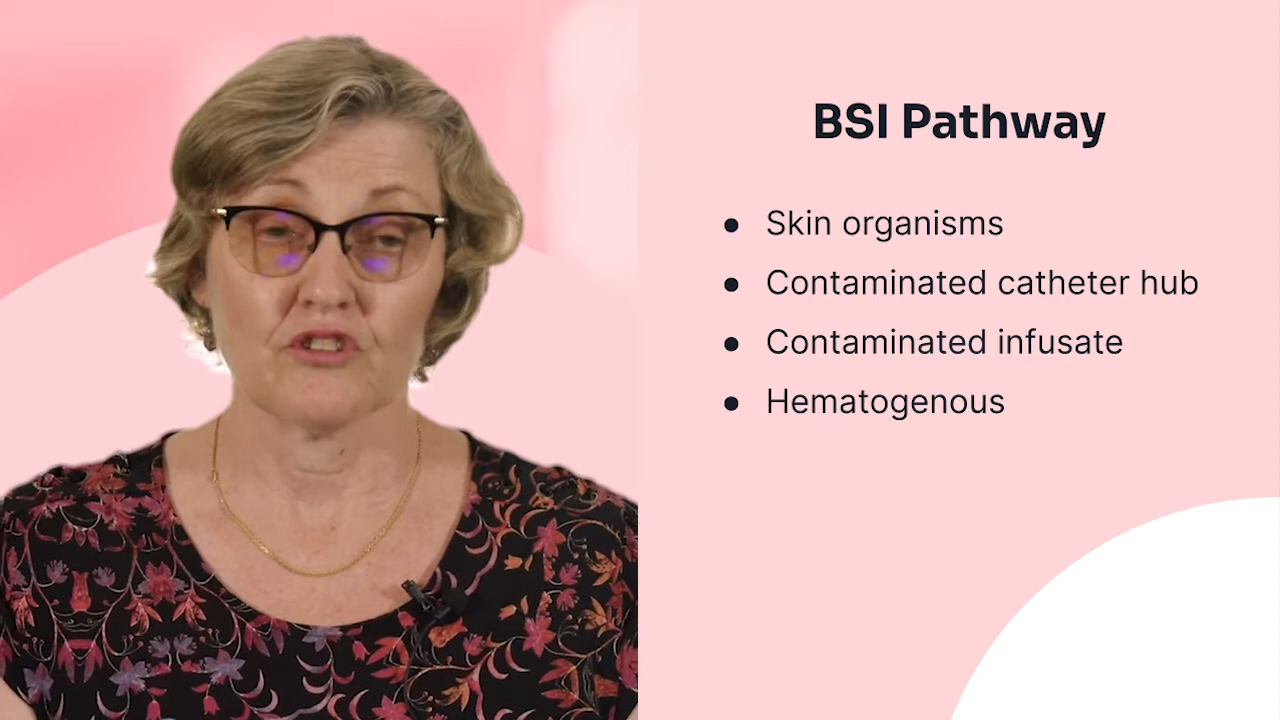 BSI Pathway
● Skin organisms
● Contaminated catheter hub
● Contaminated infusate
● Hematogenous